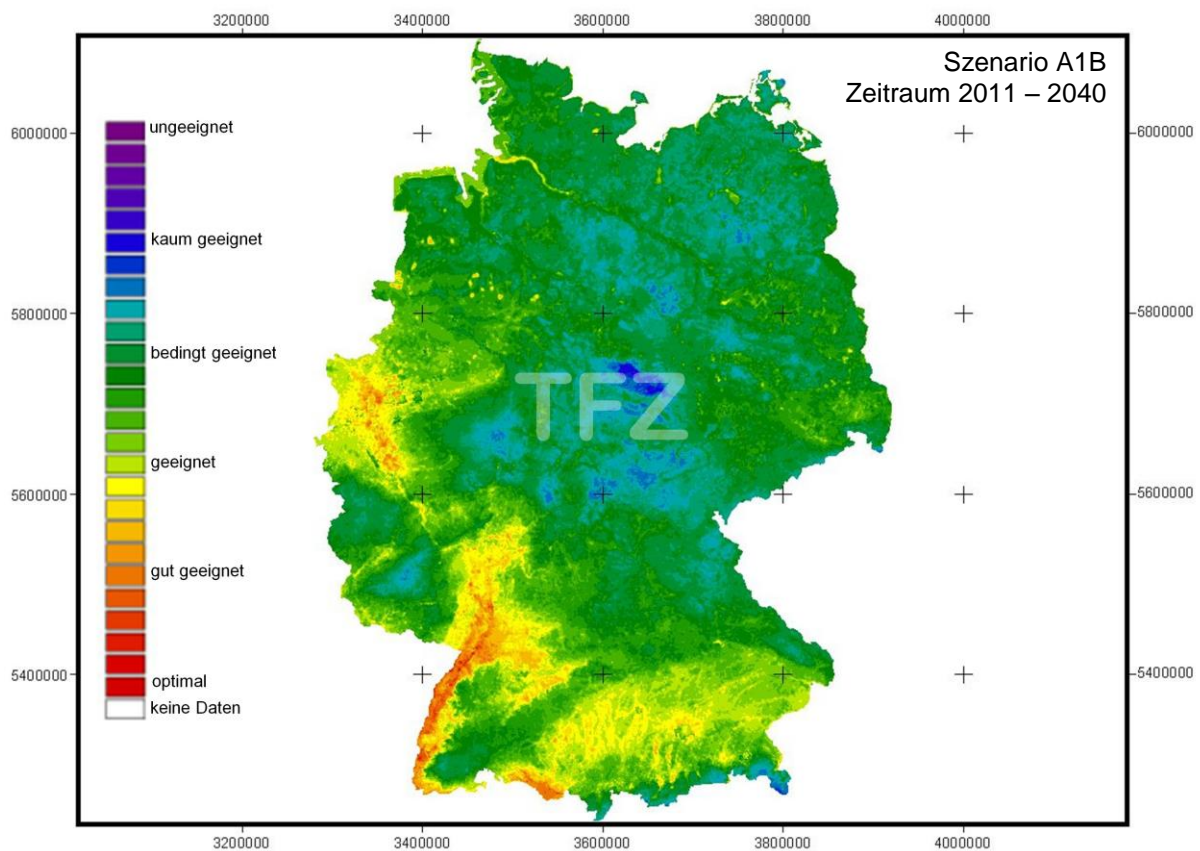 3200000 3400000 3600000 3800000 4000000
Szenario A1B
Zeitraum 2011 – 2040
6000000 6000000
5800000 5800000
5600000 5600000
5400000 5400000
ungeeignet
kaum geeignet
bedingt geeignet
geeignet
gut geeignet
optimal
keine Daten
TFZ
3200000 3400000 3600000 3800000 4000000